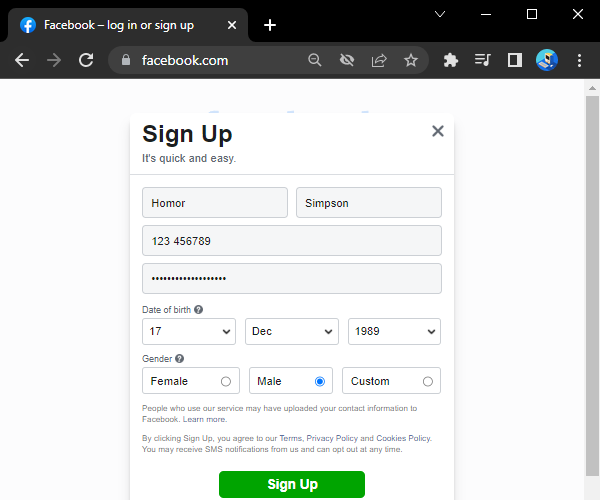 Facebook – log in or sign up
facebook.com
Sign Up
It's quick and easy.
Homor Simpson
123 456789
•••••••••••••••••••
Date of birth
17 Dec 1989
Gender
Female Male Custom
People who use our service may have uploaded your contact information to
Facebook. Learn more.
By clicking Sign Up, you agree to our Terms, Privacy Policy and Cookies Policy.
You may receive SMS notifications from us and can opt out at any time.
Sign Up